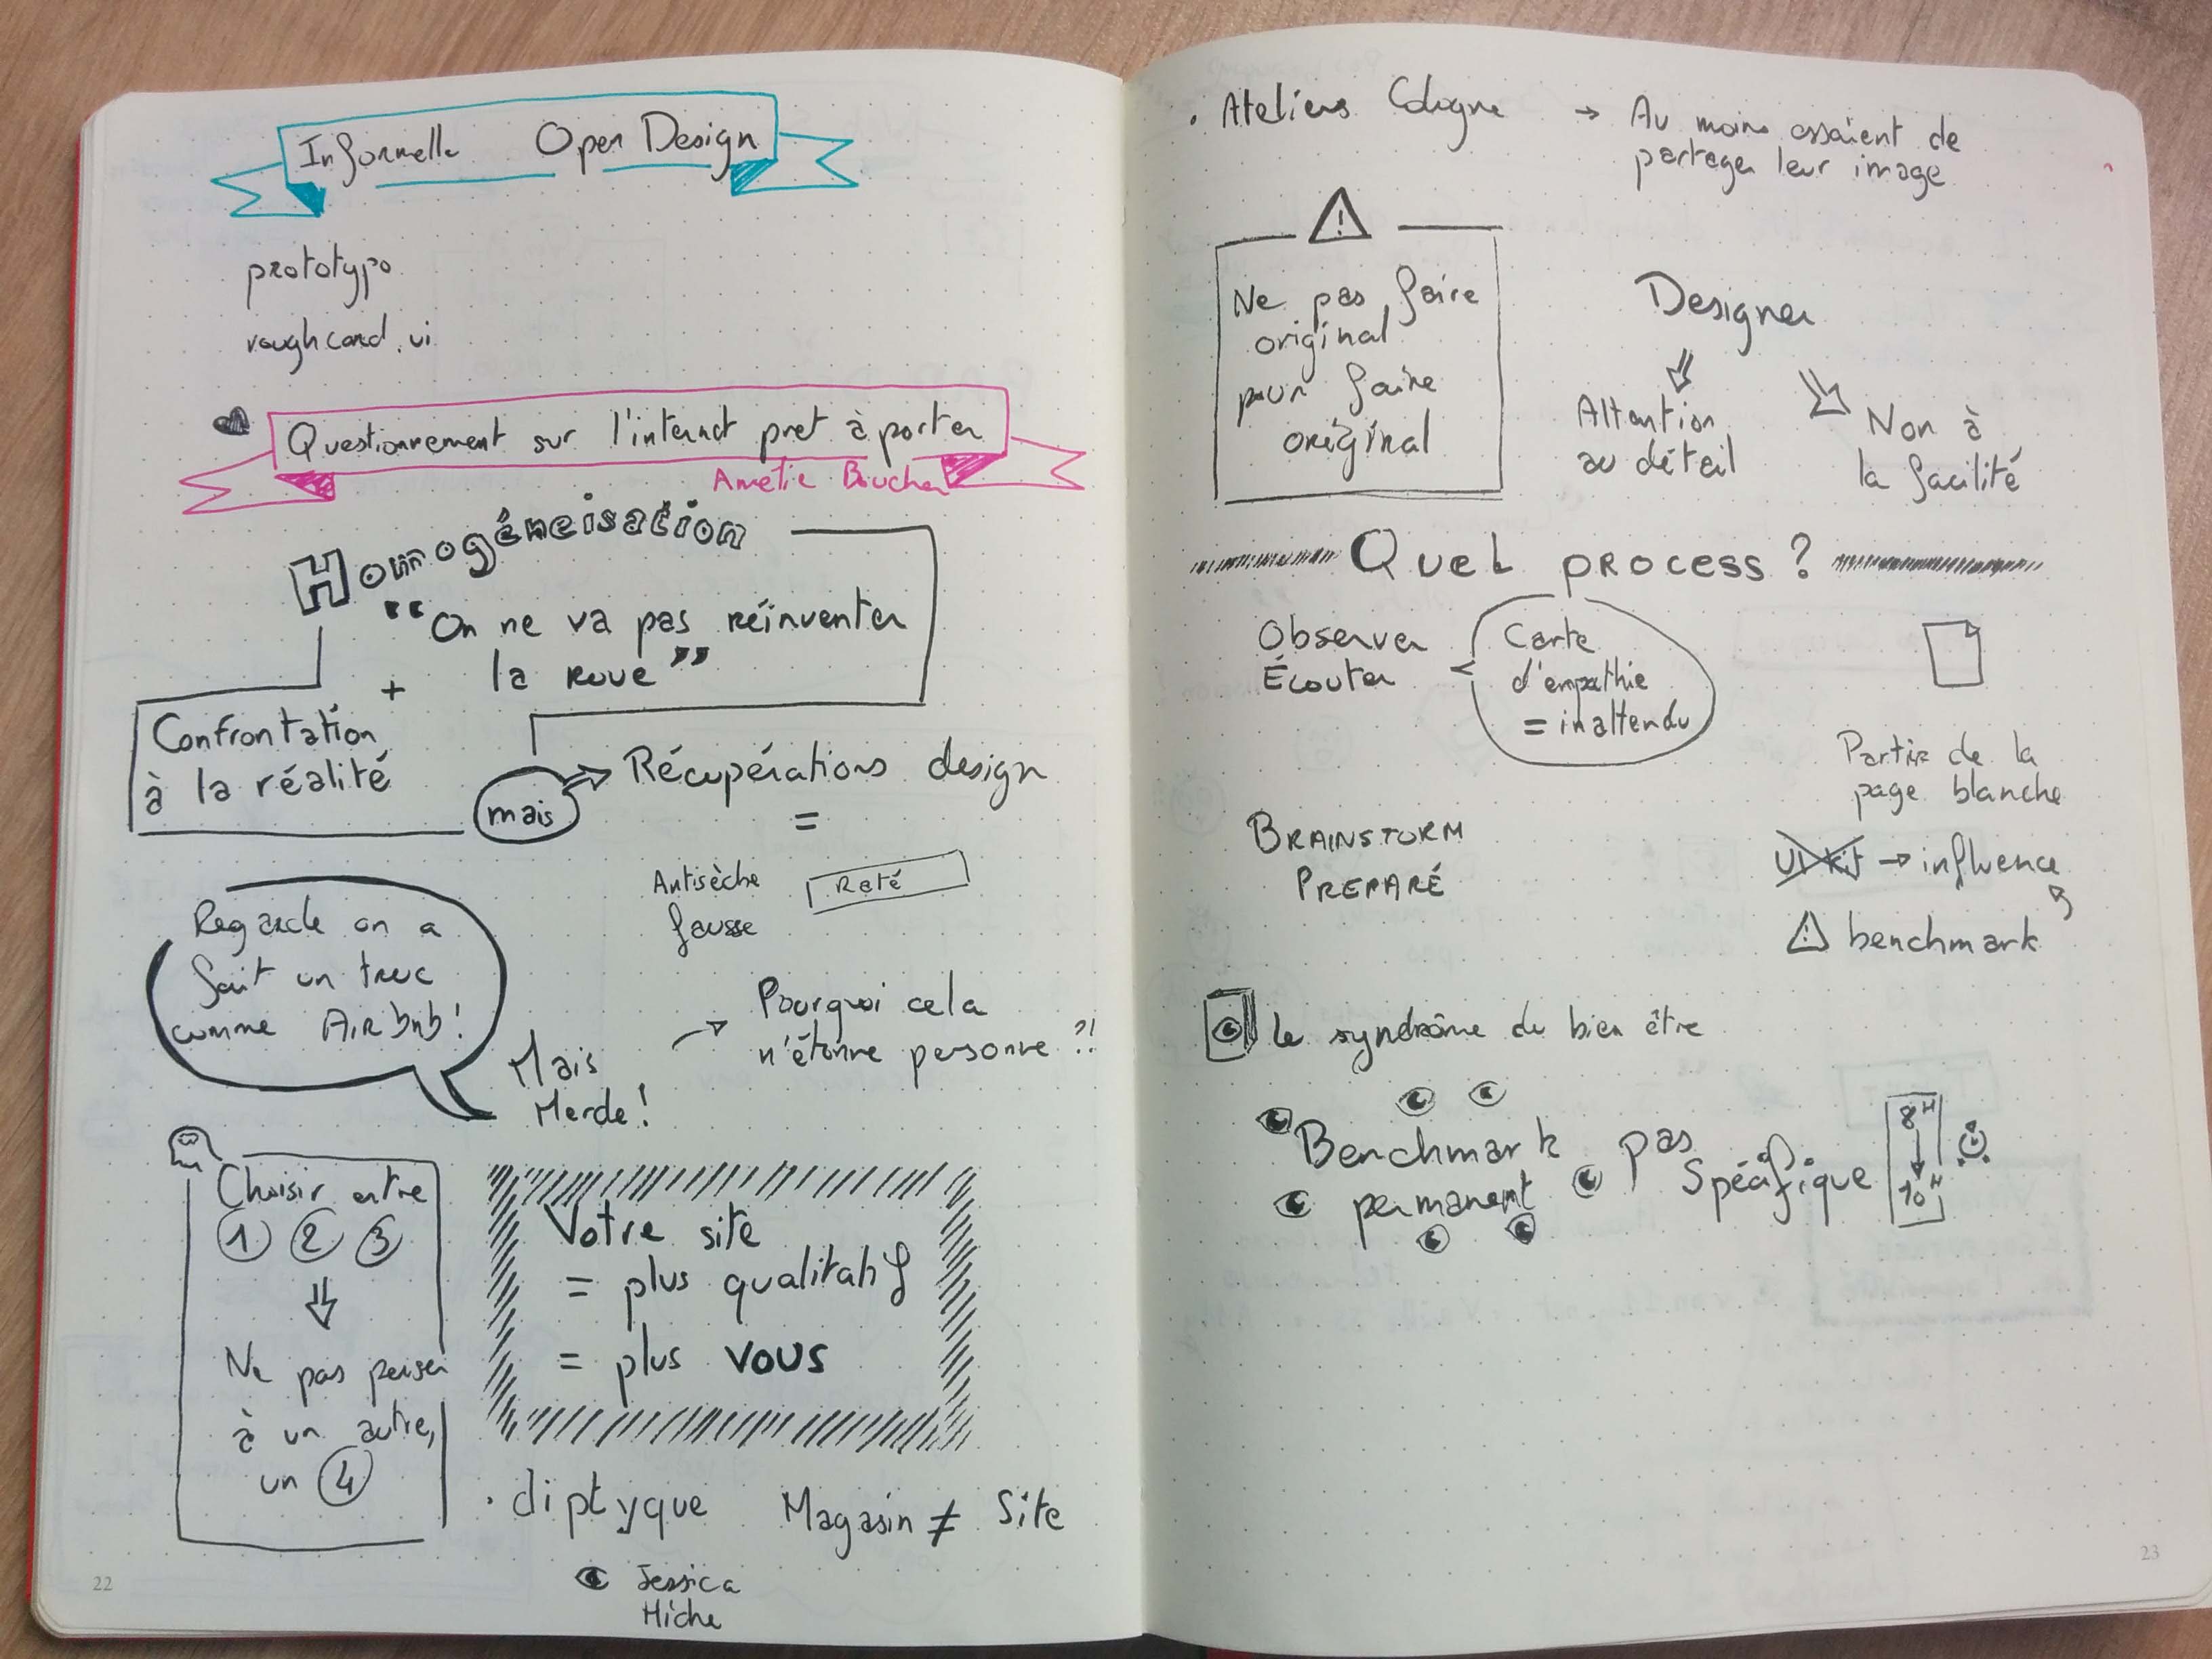 Informelle Open Design
prototypo
roughcard.ui
Questionnement sur l'internet pret à porter
Amélie Boucher
Homogénéisation
"On ne va pas réinventer
la roue"
+
Confrontation
à la réalité
mais → Récupérations design
=
Antisèche Raté
fausse
Regarde on a
fait un truc
comme Airbnb!
Mais
Merde!
→ Pourquoi cela
n'étonne personne ?!
Choisir entre
1 2 3
⇓
Ne pas penser
à un autre,
un 4
Votre site
= plus qualitatif
= plus VOUS
• diptyque Magasin ≠ Site
Jessica
Hiche
22
• Ateliers Cologne → Au moins essaient de
partager leur image
Ne pas faire
original
pour faire
original
Designer
Attention
au détail
Non à
la facilité
Quel process ?
Observer
Écouter
Carte
d'empathie
= inattendu
Partir de la
page blanche
BRAINSTORM
PREPARÉ
UI kit → influence
⚠ benchmark
le syndrôme du bien être
Benchmark
permanent
pas
Spécifique
8H
10H
23